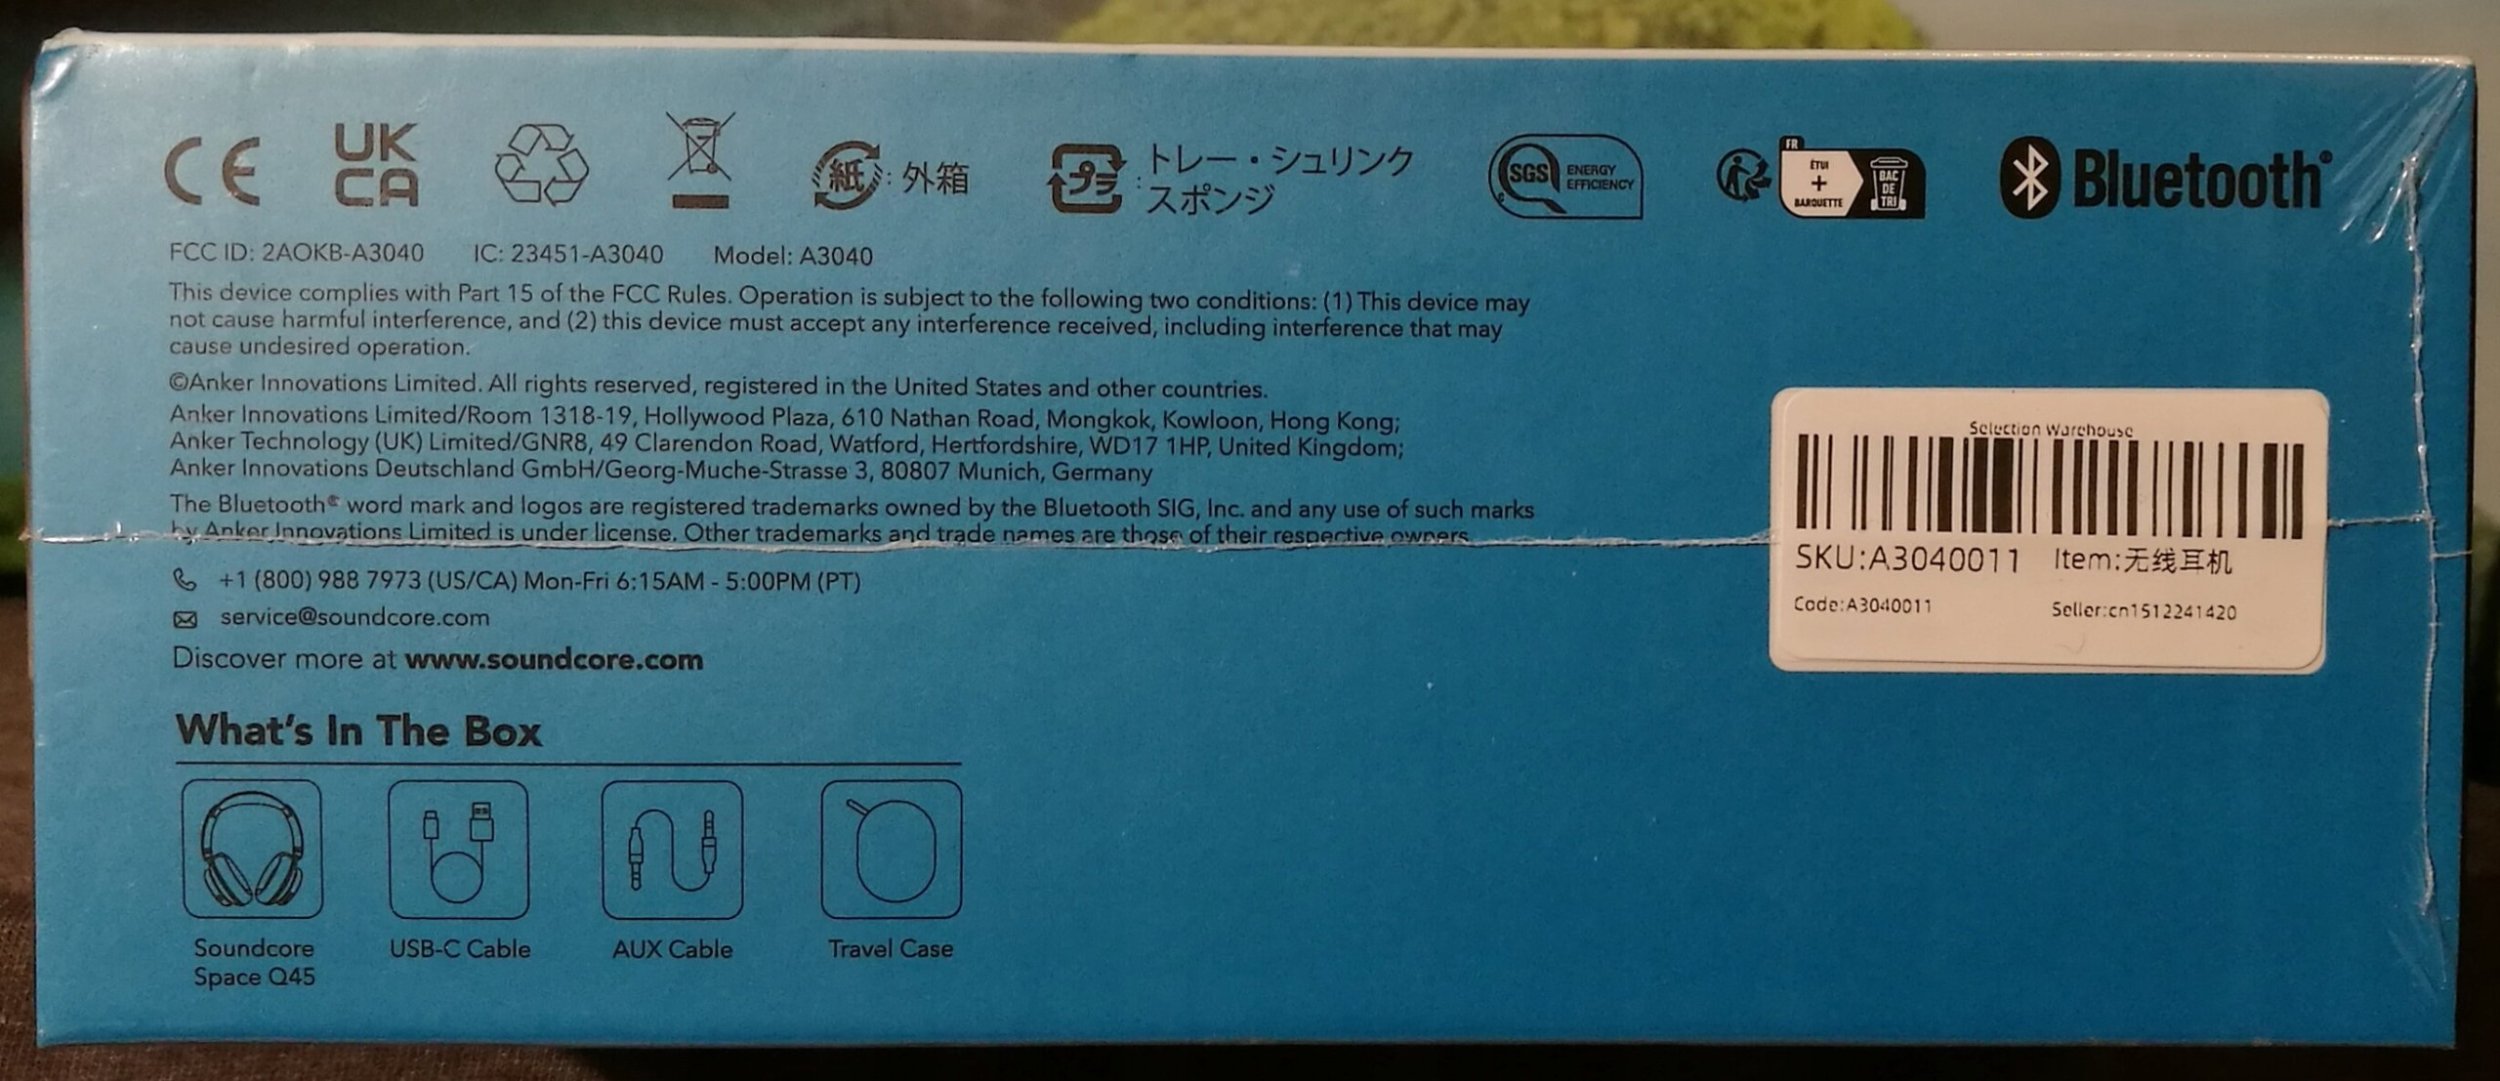 CE
UK
CA
紙 : 外箱
プラ : トレー・シュリンク
スポンジ
SGS ENERGY
EFFICIENCY
FR
ÉTUI
+
BARQUETTE
BAC
DE
TRI
Bluetooth®
FCC ID: 2AOKB-A3040 IC: 23451-A3040 Model: A3040
This device complies with Part 15 of the FCC Rules. Operation is subject to the following two conditions: (1) This device may
not cause harmful interference, and (2) this device must accept any interference received, including interference that may
cause undesired operation.
©Anker Innovations Limited. All rights reserved, registered in the United States and other countries.
Anker Innovations Limited/Room 1318-19, Hollywood Plaza, 610 Nathan Road, Mongkok, Kowloon, Hong Kong;
Anker Technology (UK) Limited/GNR8, 49 Clarendon Road, Watford, Hertfordshire, WD17 1HP, United Kingdom;
Anker Innovations Deutschland GmbH/Georg-Muche-Strasse 3, 80807 Munich, Germany
The Bluetooth® word mark and logos are registered trademarks owned by the Bluetooth SIG, Inc. and any use of such marks
by Anker Innovations Limited is under license. Other trademarks and trade names are those of their respective owners.
+1 (800) 988 7973 (US/CA) Mon-Fri 6:15AM - 5:00PM (PT)
service@soundcore.com
Discover more at www.soundcore.com
Selection Warehouse
SKU:A3040011 Item:无线耳机
Code:A3040011 Seller:cn1512241420
What's In The Box
Soundcore
Space Q45
USB-C Cable
AUX Cable
Travel Case